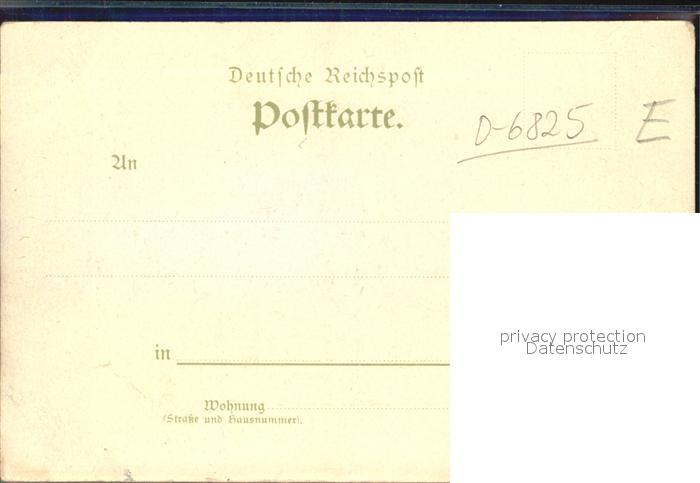 Deutsche Reichspost
Postkarte.
D-6825 E
An
in
Wohnung
(Straße und Hausnummer).
privacy protection
Datenschutz